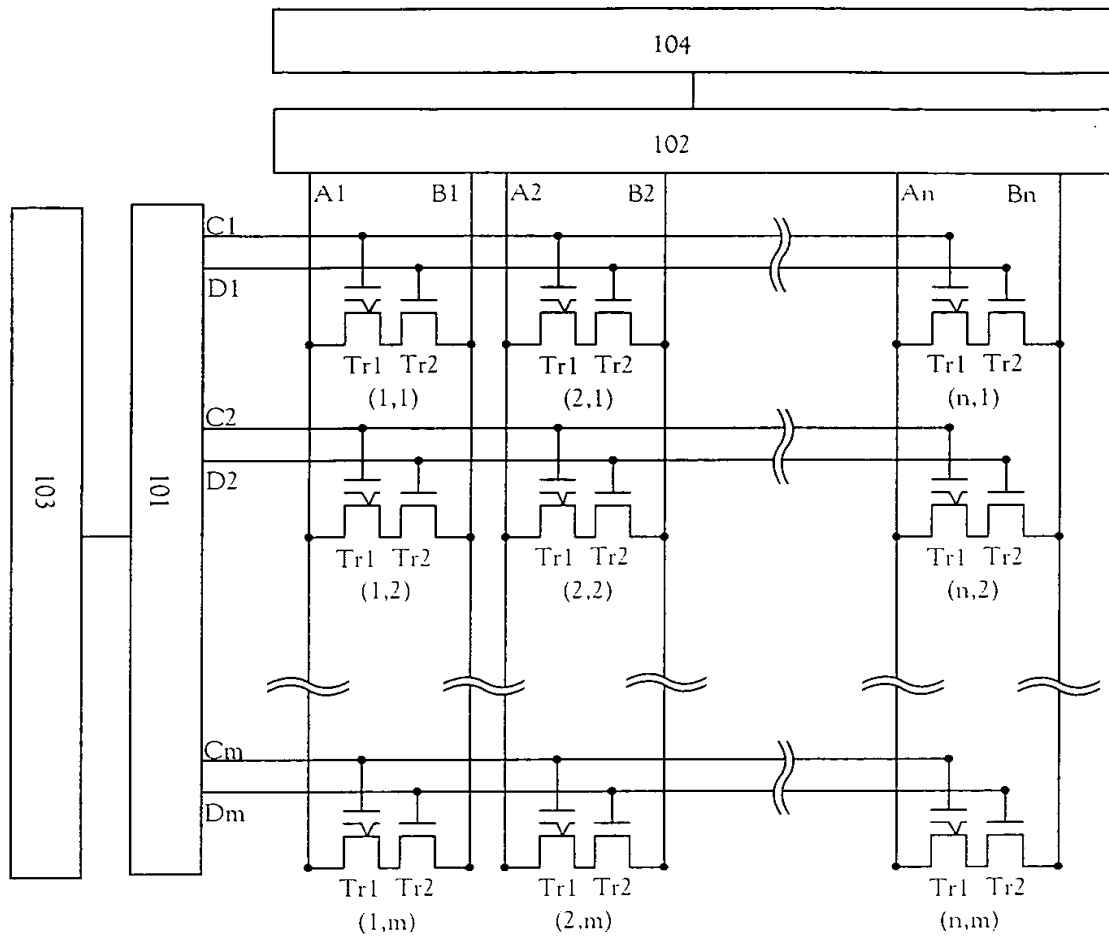 104
102
A1 B1 A2 B2 An Bn
C1
D1
Tr1 Tr2 Tr1 Tr2 Tr1 Tr2
(1,1) (2,1) (n,1)
C2
D2
103
101
Tr1 Tr2 Tr1 Tr2 Tr1 Tr2
(1,2) (2,2) (n,2)
Cm
Dm
Tr1 Tr2 Tr1 Tr2 Tr1 Tr2
(1,m) (2,m) (n,m)